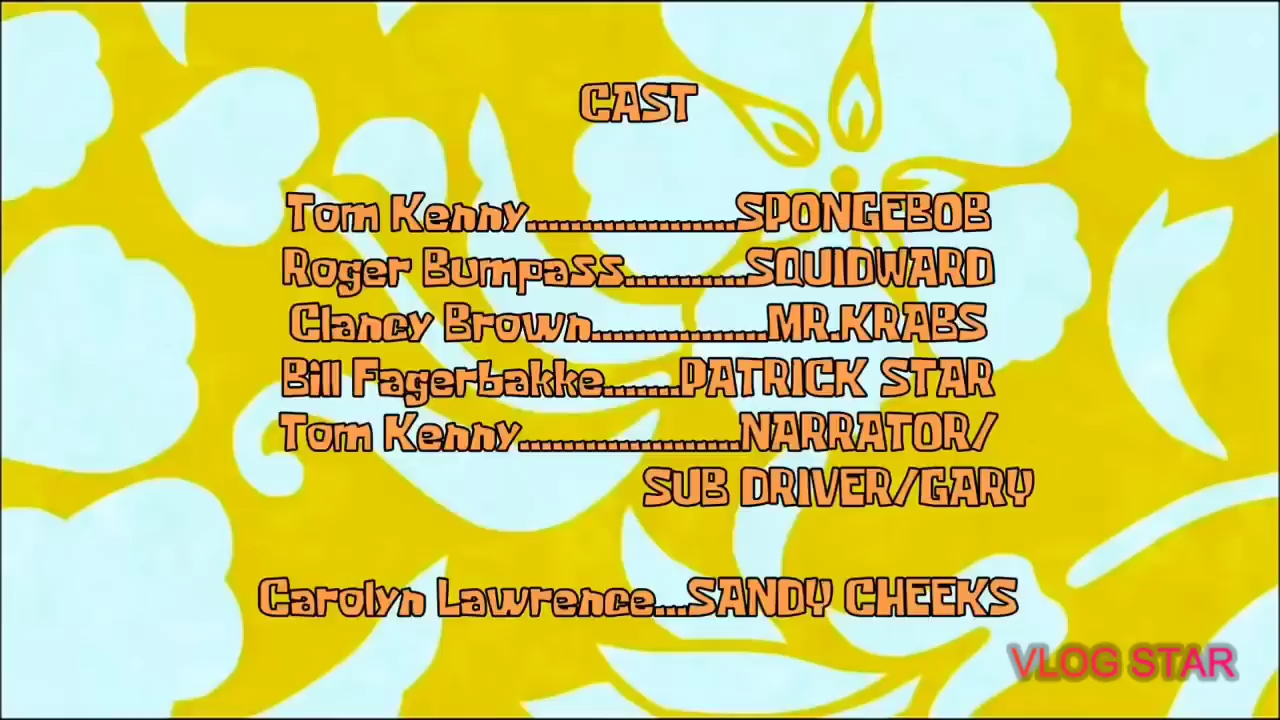 CAST
Tom Kenny....................SPONGEBOB
Roger Bumpass............SQUIDWARD
Clancy Brown.................MR.KRABS
Bill Fagerbakke........PATRICK STAR
Tom Kenny.....................NARRATOR/
SUB DRIVER/GARY
Carolyn Lawrence...SANDY CHEEKS
VLOG STAR